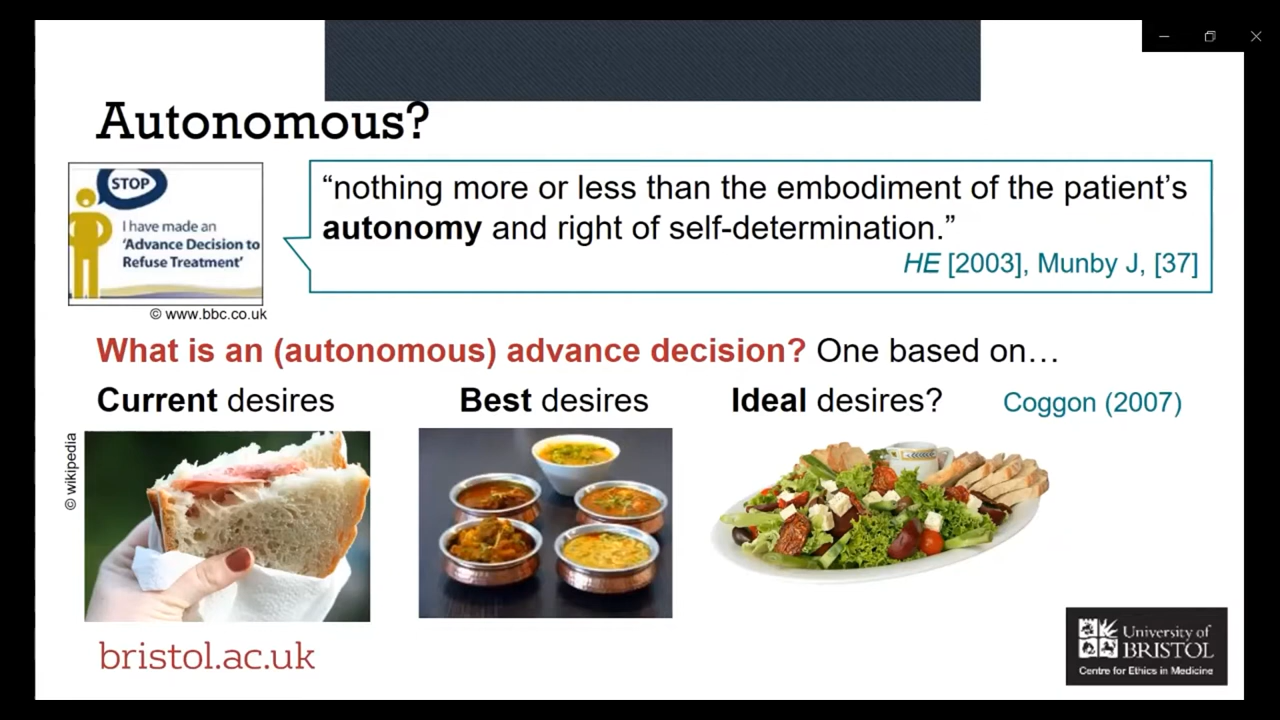 Autonomous?
STOP
I have made an
'Advance Decision to
Refuse Treatment'
© www.bbc.co.uk
“nothing more or less than the embodiment of the patient’s
autonomy and right of self-determination.”
HE [2003], Munby J, [37]
What is an (autonomous) advance decision? One based on…
Current desires
Best desires
Ideal desires?
Coggon (2007)
© wikipedia
bristol.ac.uk
University of
BRISTOL
Centre for Ethics in Medicine